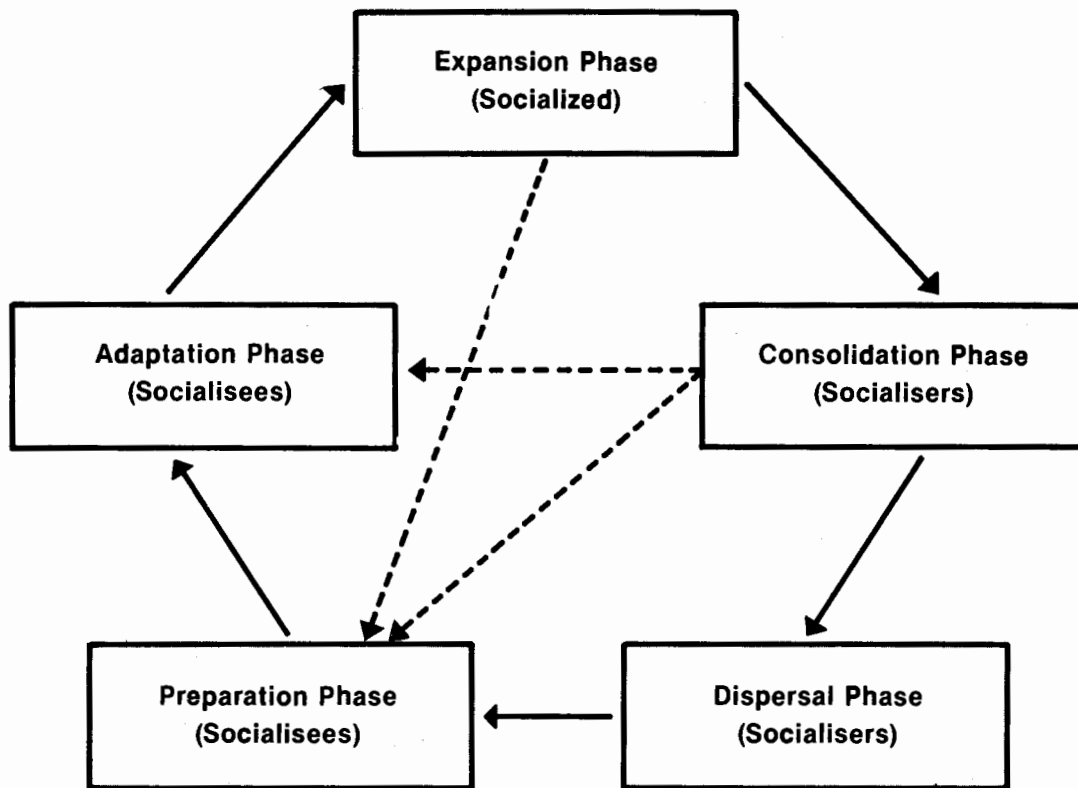 Expansion Phase
(Socialized)
Adaptation Phase
(Socialisees)
Consolidation Phase
(Socialisers)
Preparation Phase
(Socialisees)
Dispersal Phase
(Socialisers)